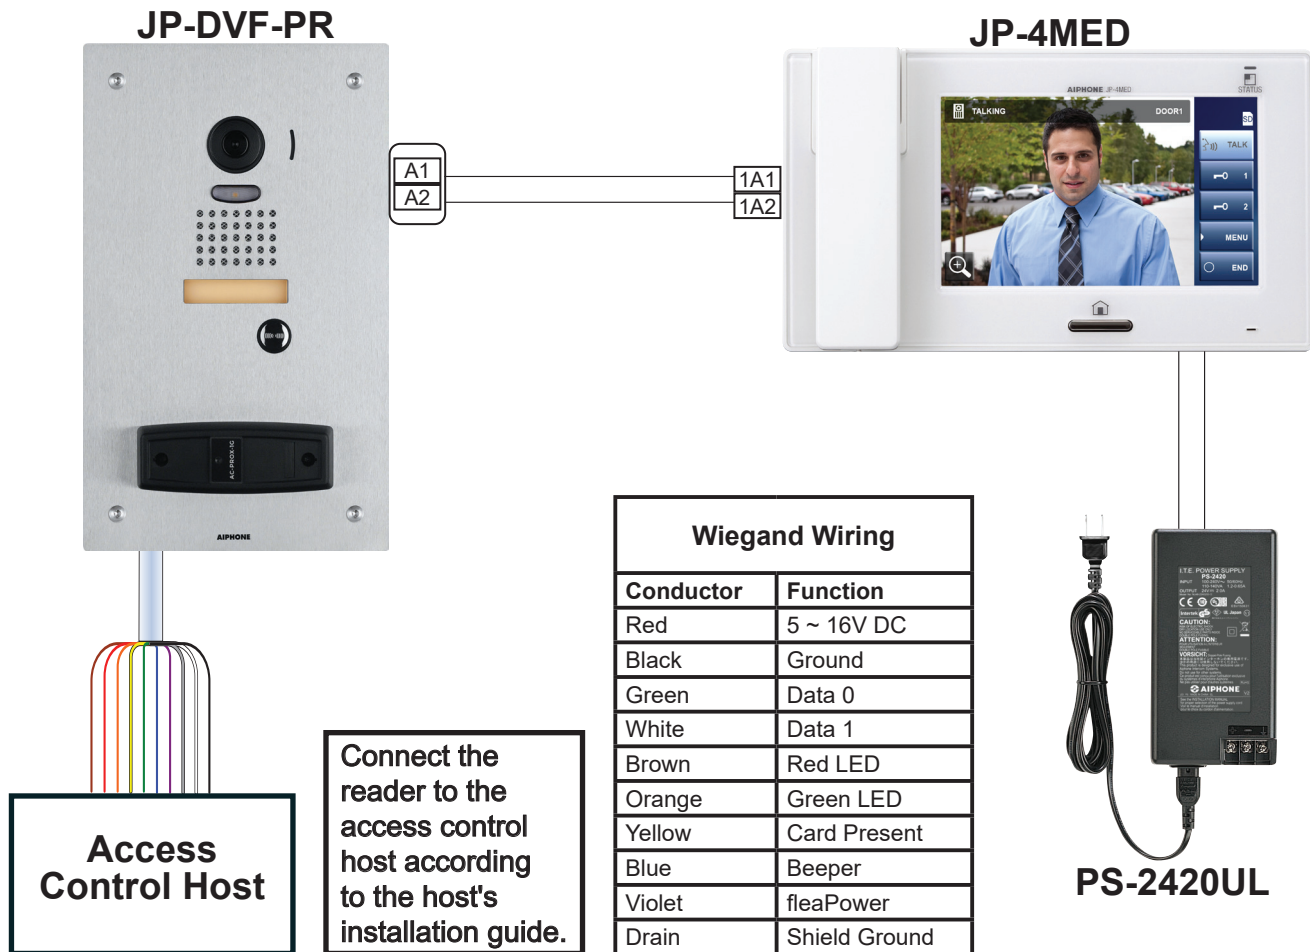 JP-DVF-PR
JP-4MED
AIPHONE JP-4MED
STATUS
TALKING
DOOR1
SD
TALK
1
2
MENU
END
A1
A2
1A1
1A2
AC-PROX-1G
AIPHONE
Access
Control Host
Connect the
reader to the
access control
host according
to the host's
installation guide.
Wiegand Wiring
Conductor Function
Red 5 ~ 16V DC
Black Ground
Green Data 0
White Data 1
Brown Red LED
Orange Green LED
Yellow Card Present
Blue Beeper
Violet fleaPower
Drain Shield Ground
I.T.E. POWER SUPPLY
PS-2420
INPUT
OUTPUT
CAUTION:
ATTENTION:
VORSICHT:
AIPHONE
PS-2420UL